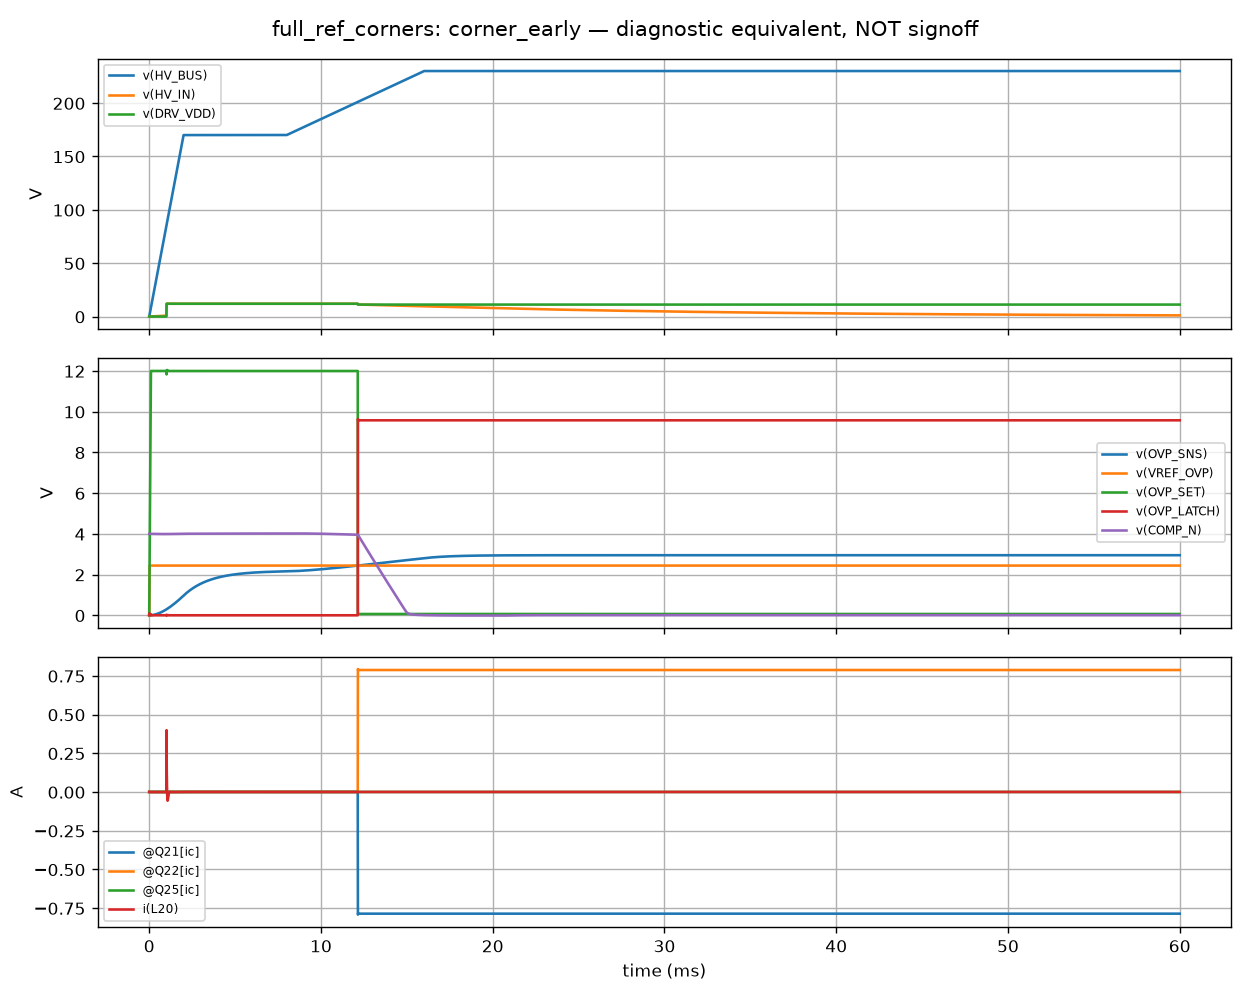 full_ref_corners: corner_early — diagnostic equivalent, NOT signoff
v(HV_BUS)
v(HV_IN)
v(DRV_VDD)
200
150
100
50
0
V
12
10
8
6
4
2
0
V
v(OVP_SNS)
v(VREF_OVP)
v(OVP_SET)
v(OVP_LATCH)
v(COMP_N)
0.75
0.50
0.25
0.00
−0.25
−0.50
−0.75
A
@Q21[ic]
@Q22[ic]
@Q25[ic]
i(L20)
0 10 20 30 40 50 60
time (ms)